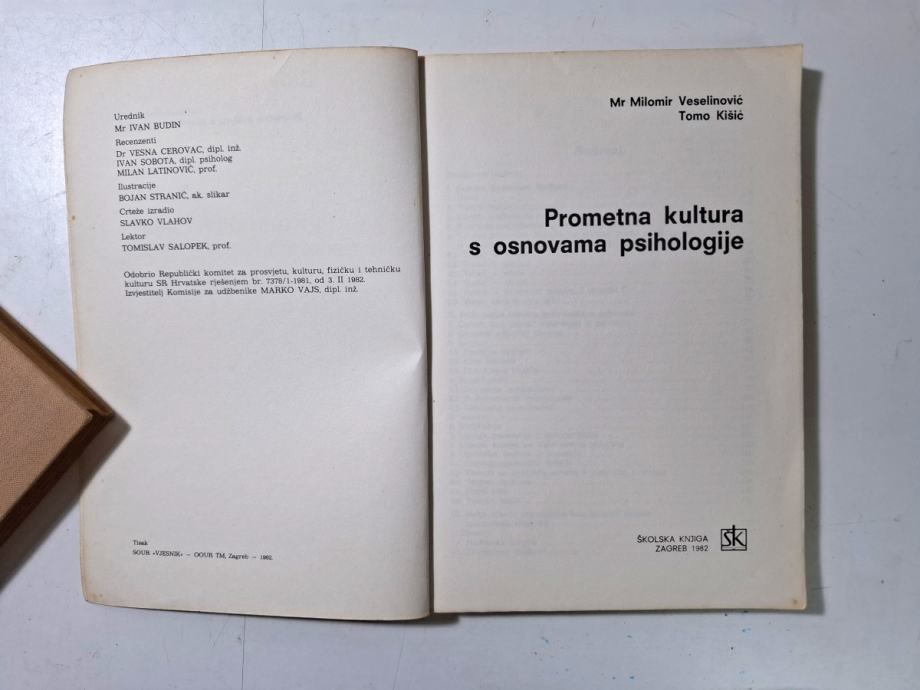 Urednik
Mr IVAN BUDIN
Recenzenti
Dr VESNA CEROVAC, dipl. inž.
IVAN SOBOTA, dipl. psiholog
MILAN LATINOVIĆ, prof.
Ilustracije
BOJAN STRANIĆ, ak. slikar
Crteže izradio
SLAVKO VLAHOV
Lektor
TOMISLAV SALOPEK, prof.
Odobrio Republički komitet za prosvjetu, kulturu, fizičku i tehničku
kulturu SR Hrvatske rješenjem br. 7378/1-1981, od 3. II 1982.
Izvjestitelj Komisije za udžbenike MARKO VAJS, dipl. inž.
Tisak
SOUR »VJESNIK« – OOUR TM, Zagreb – 1982.
Mr Milomir Veselinović
Tomo Kišić
Prometna kultura
s osnovama psihologije
ŠKOLSKA KNJIGA
ZAGREB 1982
šk